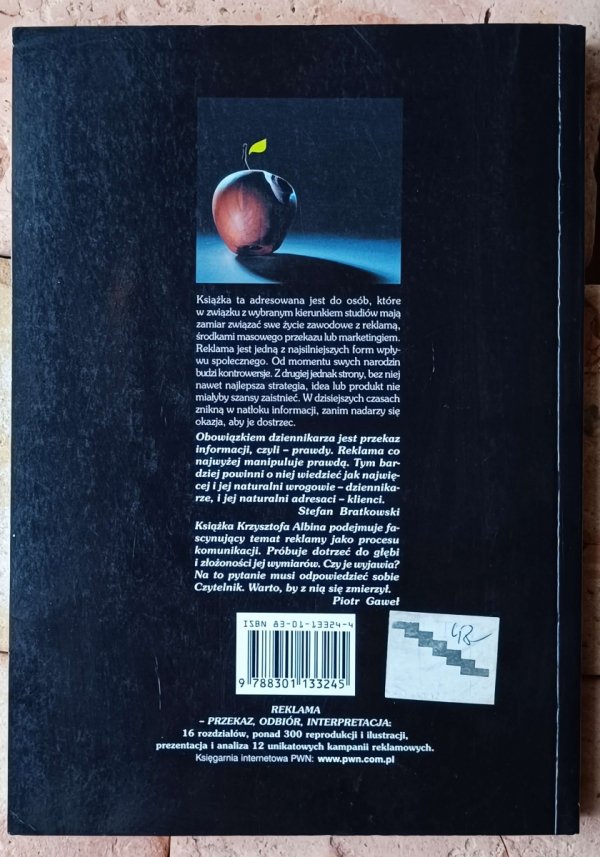 Książka ta adresowana jest do osób, które
w związku z wybranym kierunkiem studiów mają
zamiar związać swe życie zawodowe z reklamą,
środkami masowego przekazu lub marketingiem.
Reklama jest jedną z najsilniejszych form wpły-
wu społecznego. Od momentu swych narodzin
budzi kontrowersje. Z drugiej jednak strony, bez niej
nawet najlepsza strategia, idea lub produkt nie
miałyby szansy zaistnieć. W dzisiejszych czasach
znikną w natłoku informacji, zanim nadarzy się
okazja, aby je dostrzec.
Obowiązkiem dziennikarza jest przekaz
informacji, czyli – prawdy. Reklama co
najwyżej manipuluje prawdą. Tym bar-
dziej powinni o niej wiedzieć jak najwię-
cej i jej naturalni wrogowie – dziennika-
rze, i jej naturalni adresaci – klienci.
Stefan Bratkowski
Książka Krzysztofa Albina podejmuje fa-
scynujący temat reklamy jako procesu
komunikacji. Próbuje dotrzeć do głębi
i złożoności jej wymiarów. Czy je wyjawia?
Na to pytanie musi odpowiedzieć sobie
Czytelnik. Warto, by z nią się zmierzył.
Piotr Gaweł
ISBN 83-01-13324-4
9 788301 133245
REKLAMA
– PRZEKAZ, ODBIÓR, INTERPRETACJA:
16 rozdziałów, ponad 300 reprodukcji i ilustracji,
prezentacja i analiza 12 unikatowych kampanii reklamowych.
Księgarnia internetowa PWN: www.pwn.com.pl